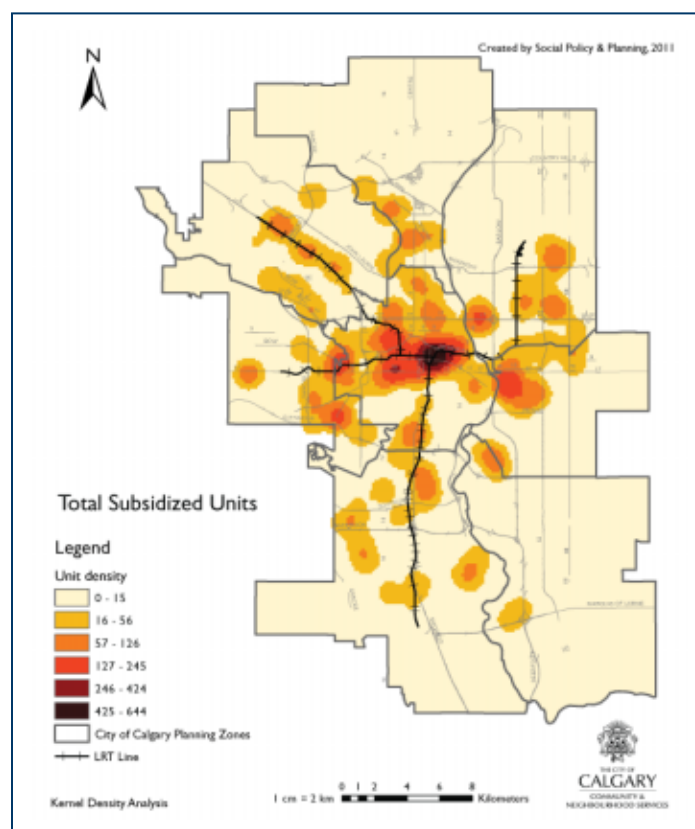 Created by Social Policy & Planning, 2011
N
Total Subsidized Units
Legend
Unit density
0 - 15
16 - 56
57 - 126
127 - 245
246 - 424
425 - 644
City of Calgary Planning Zones
LRT Line
Kernel Density Analysis
0 1 2 4 6 8
1 cm = 2 km
Kilometers
THE CITY OF
CALGARY
COMMUNITY &
NEIGHBOURHOOD SERVICES